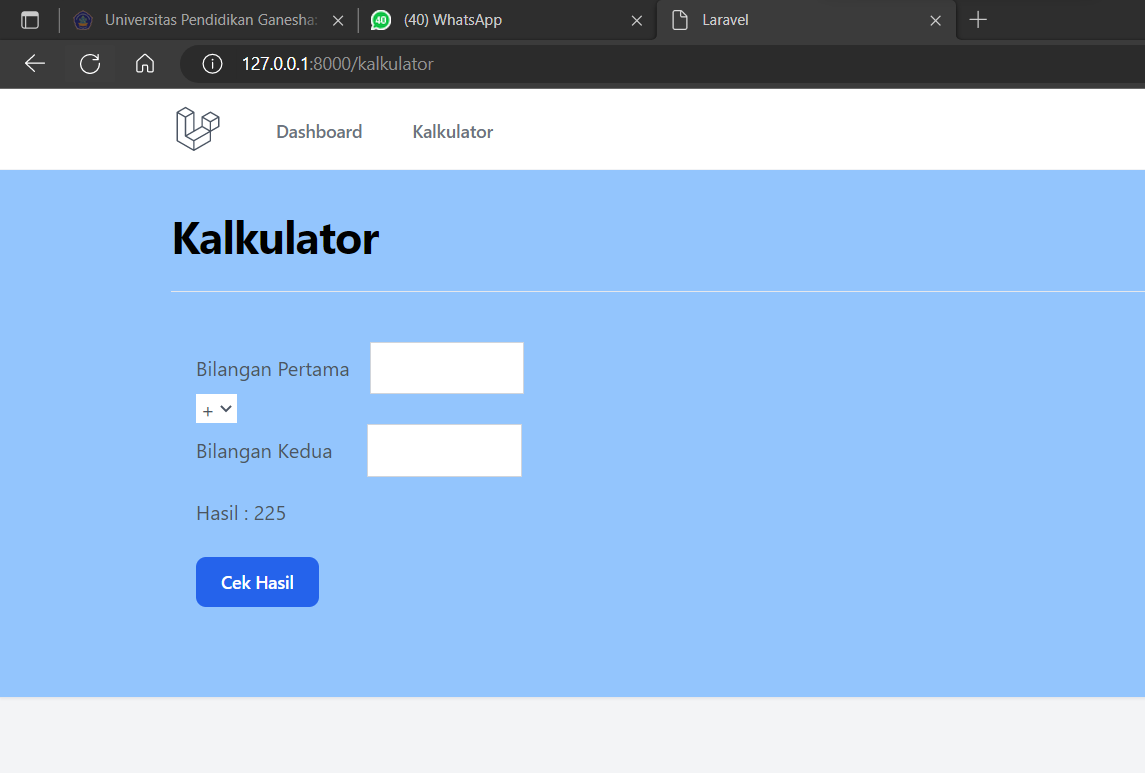 Universitas Pendidikan Ganesha:
(40) WhatsApp
Laravel
127.0.0.1:8000/kalkulator
Dashboard
Kalkulator
Kalkulator
Bilangan Pertama
+
Bilangan Kedua
Hasil : 225
Cek Hasil